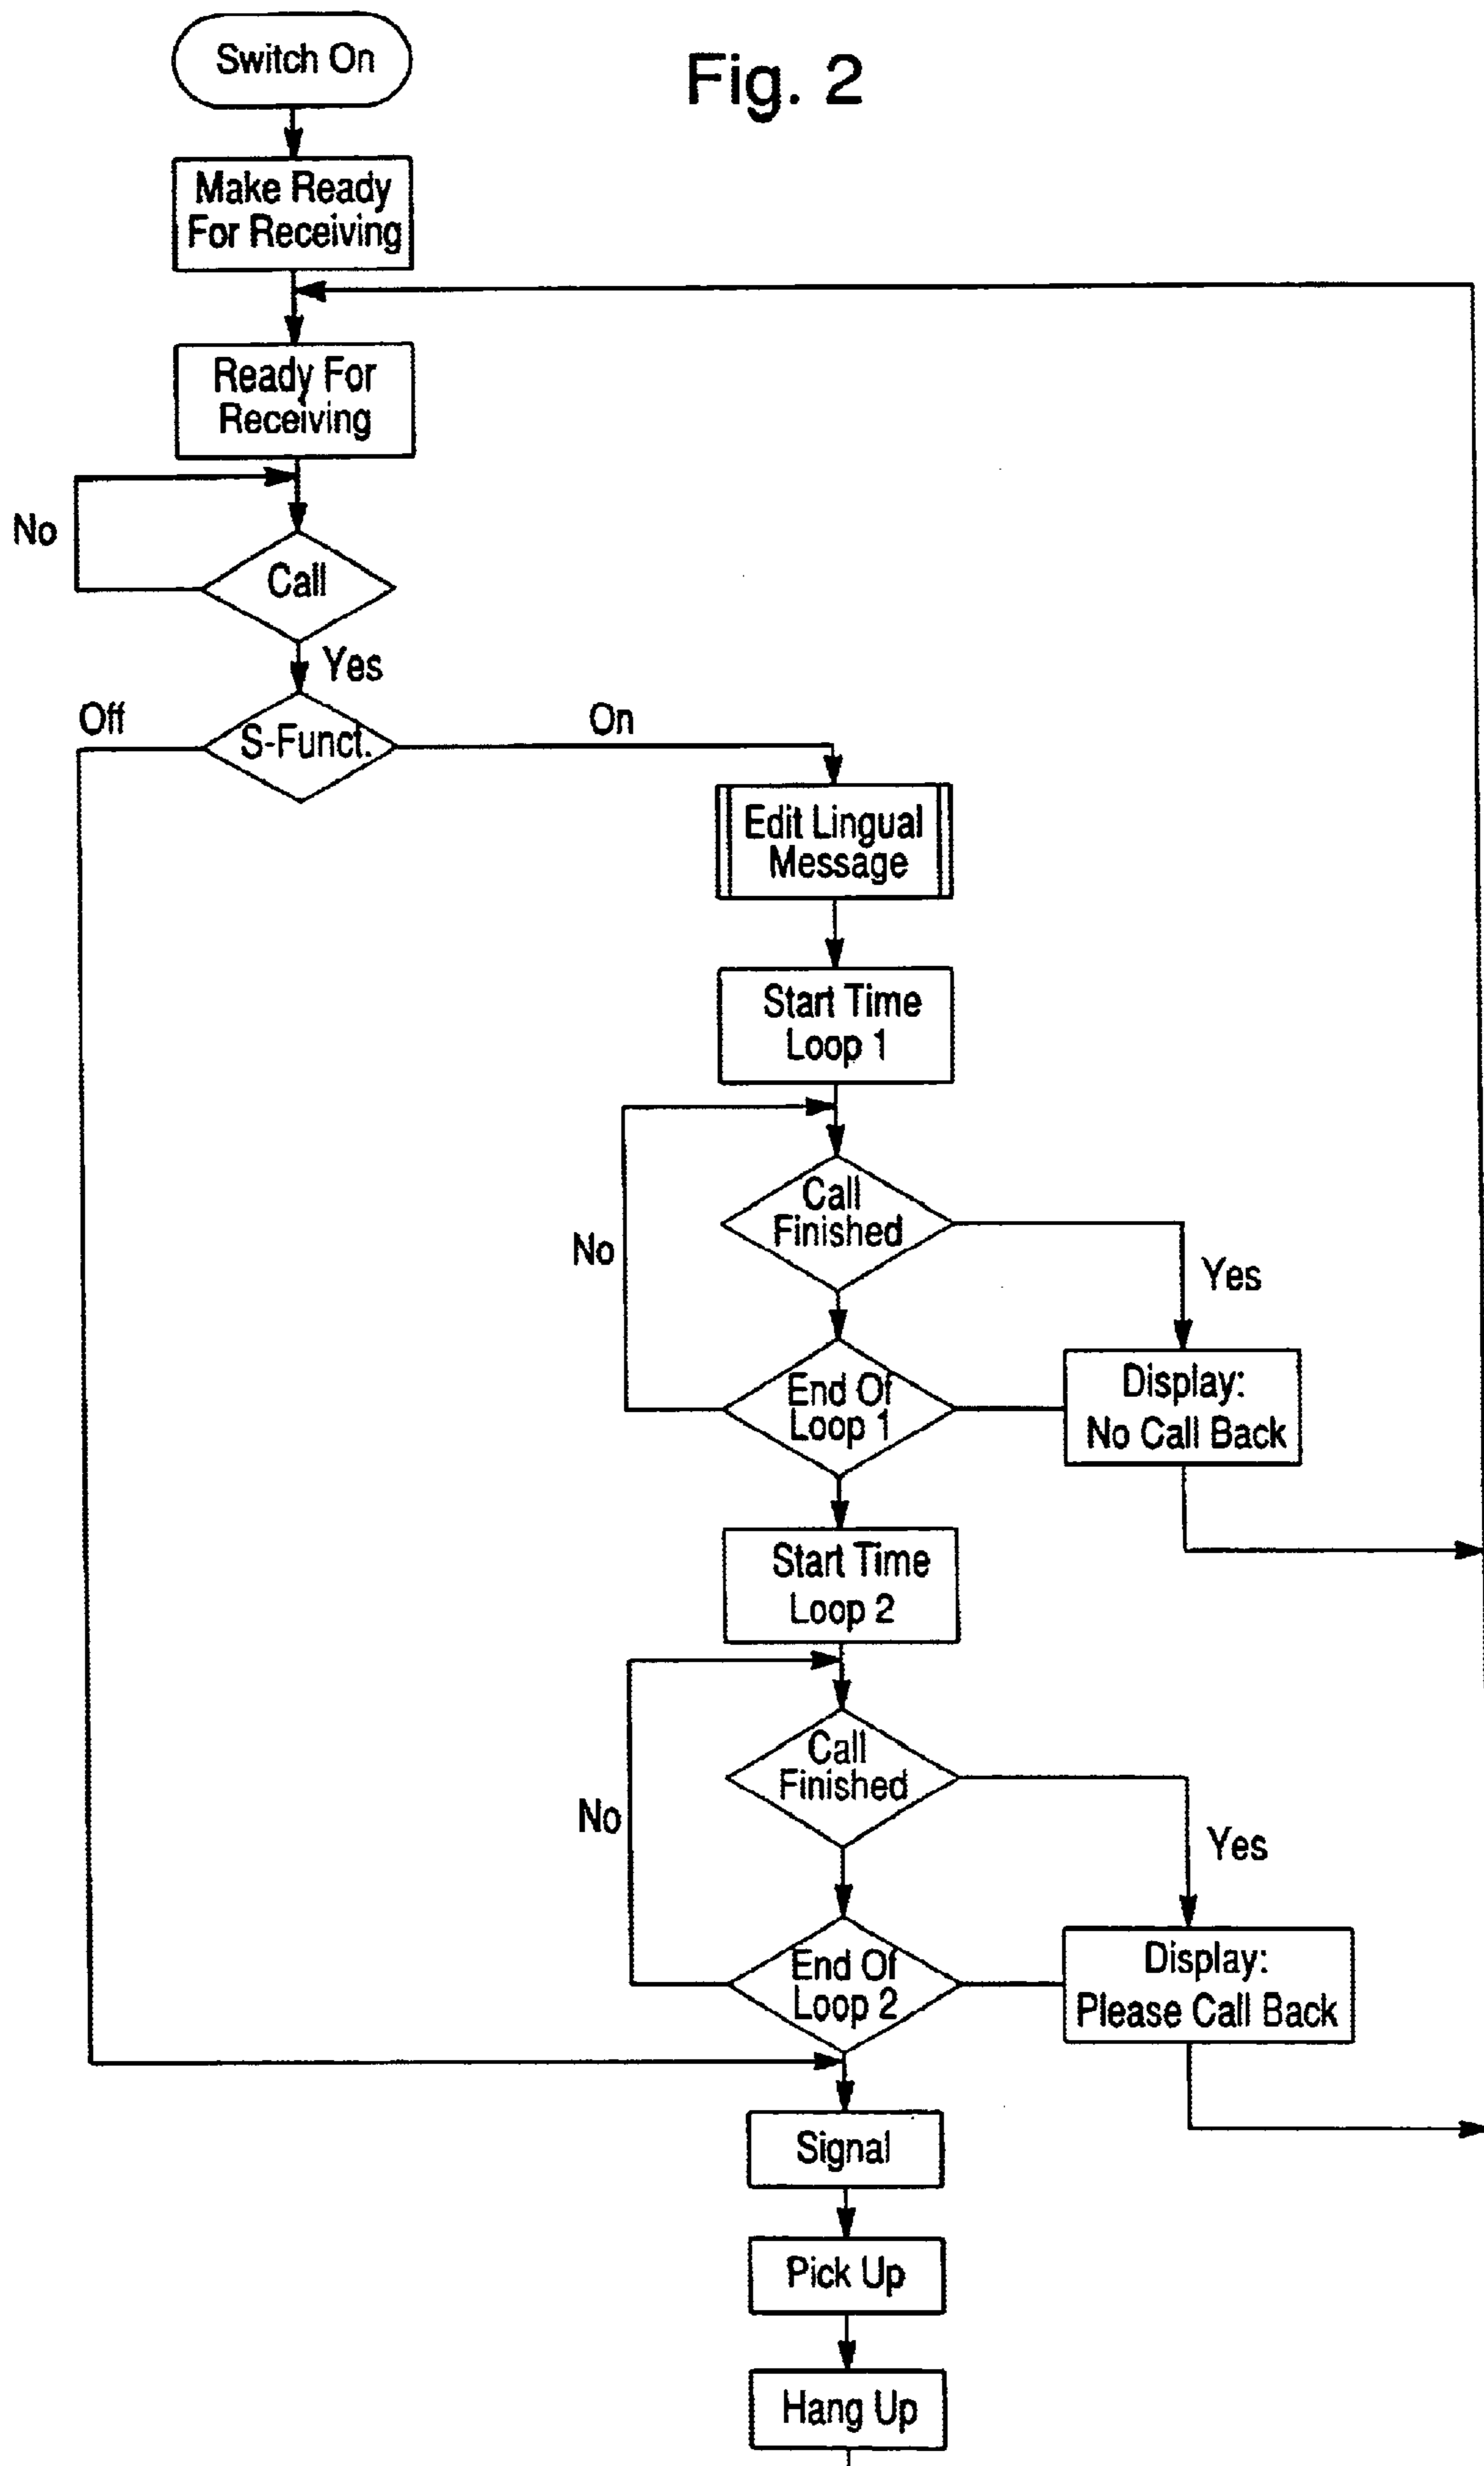 Switch On
Fig. 2
Make Ready
For Receiving
Ready For
Receiving
No
Call
Yes
Off
S-Funct.
On
Edit Lingual
Message
Start Time
Loop 1
Call
Finished
No
Yes
End Of
Loop 1
Display:
No Call Back
Start Time
Loop 2
Call
Finished
No
Yes
End Of
Loop 2
Display:
Please Call Back
Signal
Pick Up
Hang Up